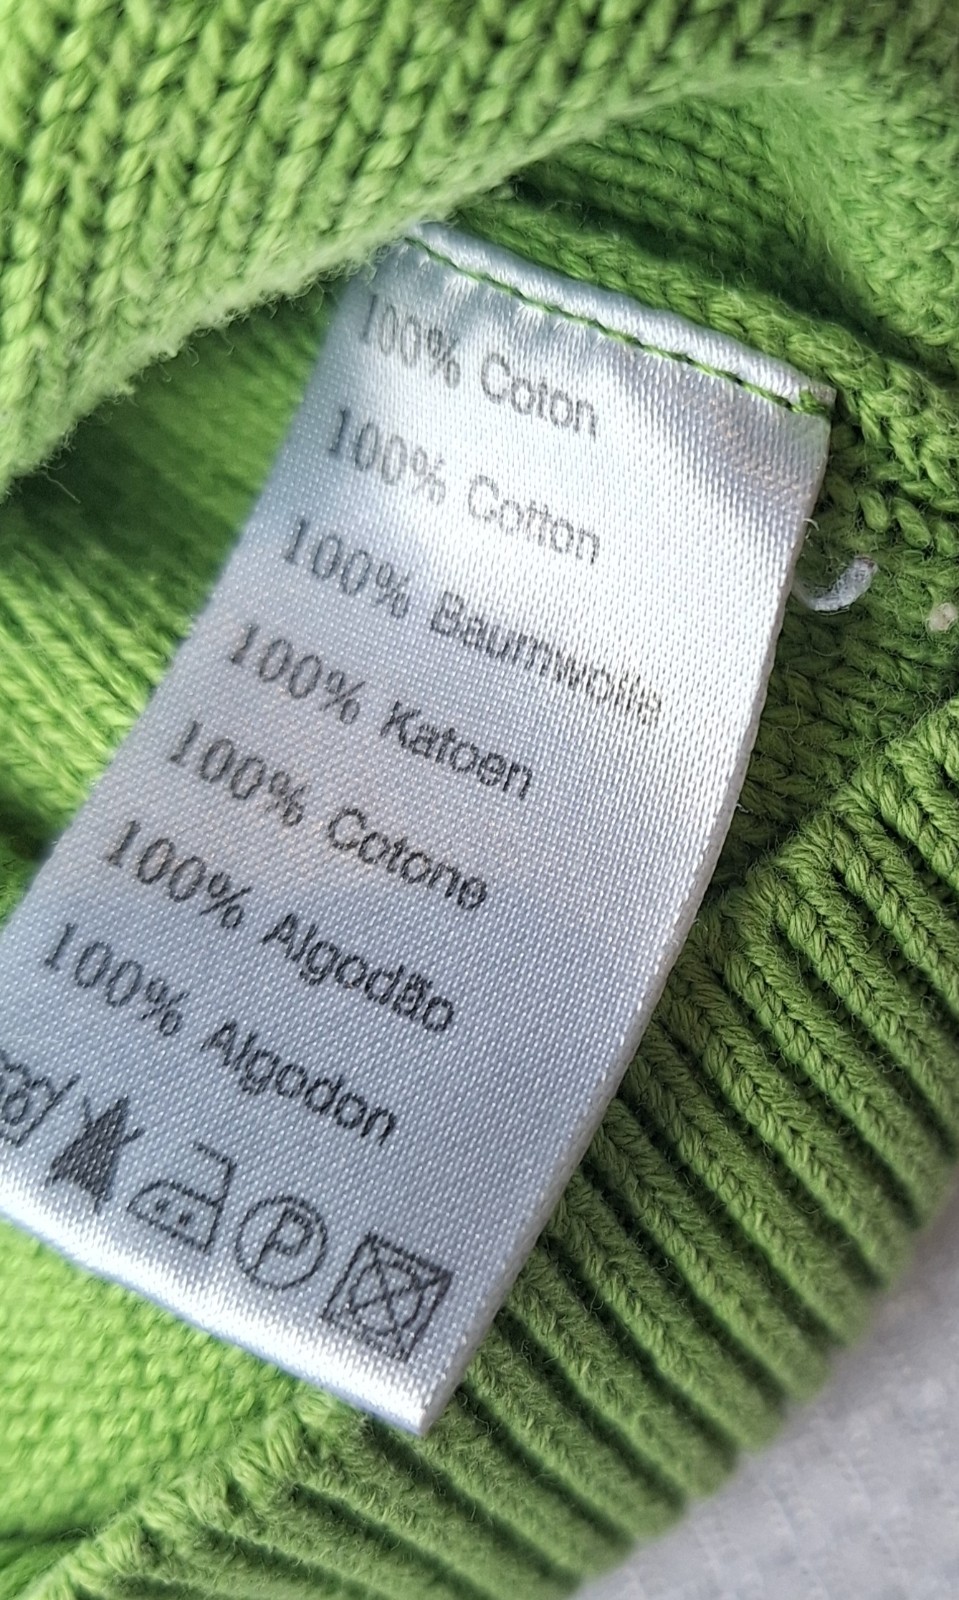 100% Coton
100% Cotton
100% Baumwolle
100% Katoen
100% Cotone
100% Algodão
100% Algodon
P